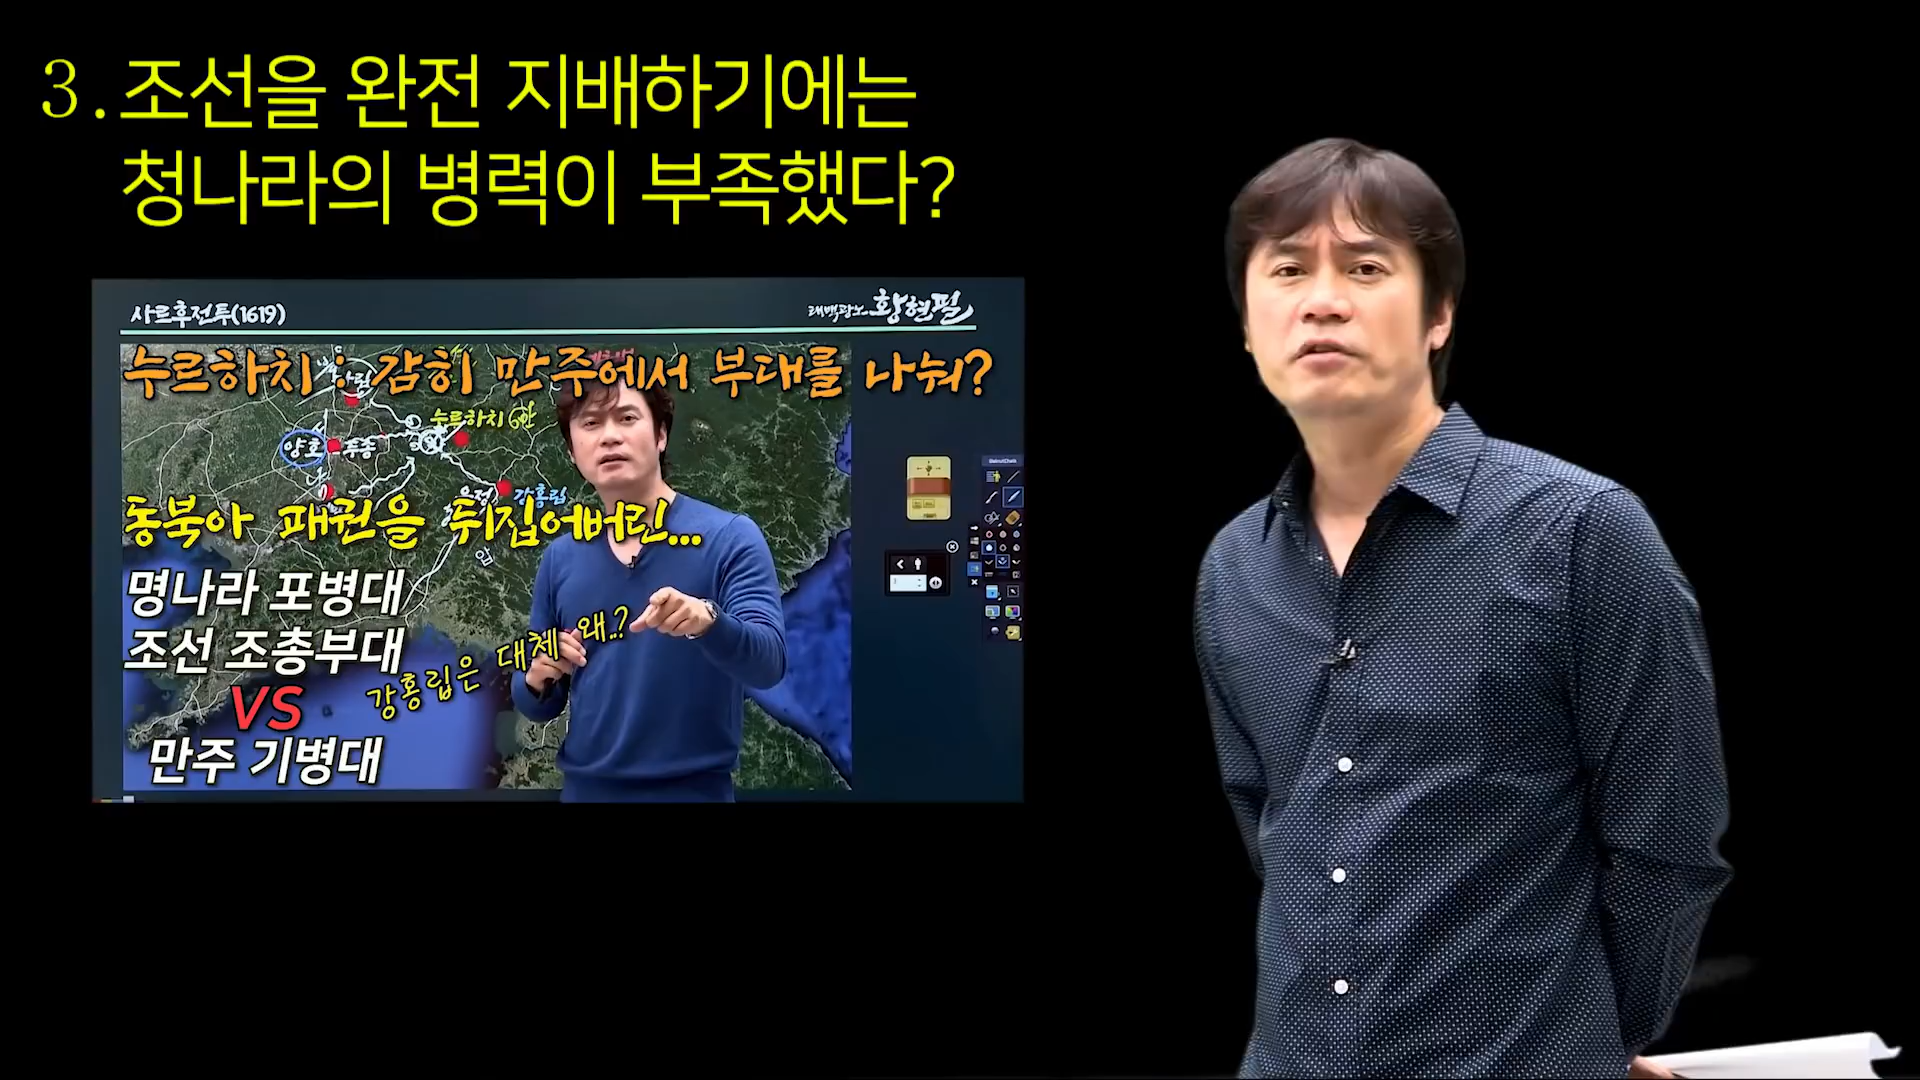 3. 조선을 완전 지배하기에는
청나라의 병력이 부족했다?
사르후전투(1619)
황현필
누르하치 : 감히 만주에서 부대를 나눠?
누르하치 6만
양호
두송
강홍립
동북아 패권을 뒤집어버린...
명나라 포병대
조선 조총부대
강홍립은 대체 왜.?
VS
만주 기병대